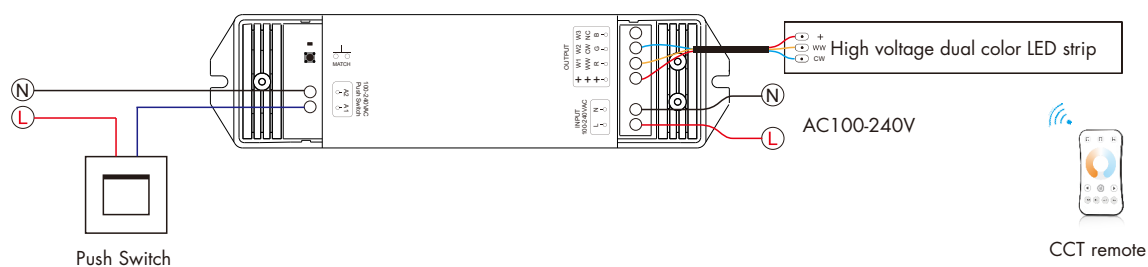 N
L
Push Switch
MATCH
100-240VAC
Push Switch
A2
A1
OUTPUT
W3 NC B
W2 CW G
W1 WW R
+ + +
INPUT
100-240VAC
N
L
+
WW
CW
High voltage dual color LED strip
N
L
AC100-240V
CCT remote